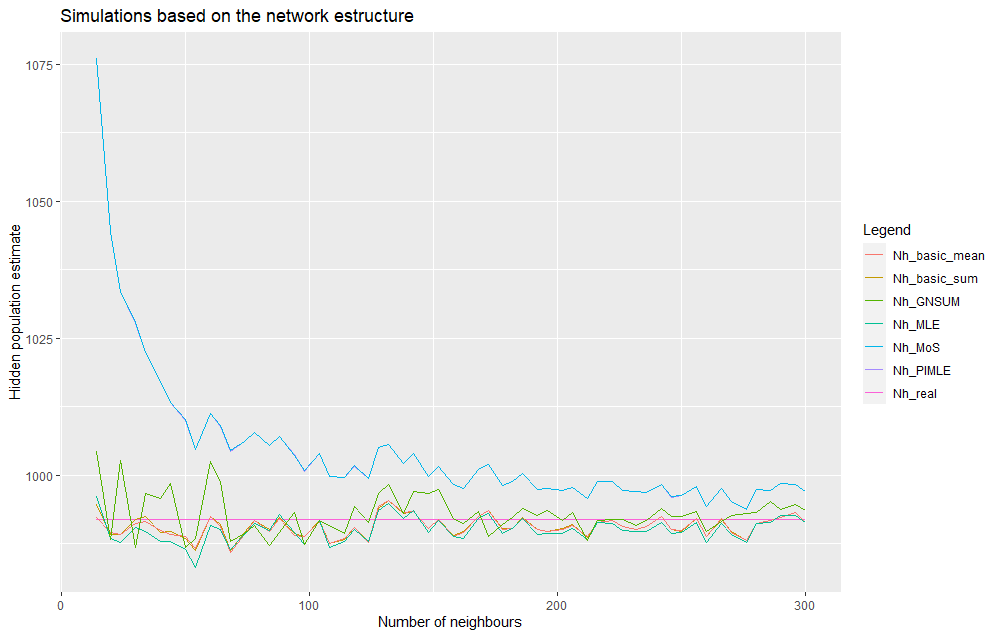 Simulations based on the network estructure
Hidden population estimate
1075
1050
1025
1000
0
100
200
300
Number of neighbours
Legend
Nh_basic_mean
Nh_basic_sum
Nh_GNSUM
Nh_MLE
Nh_MoS
Nh_PIMLE
Nh_real